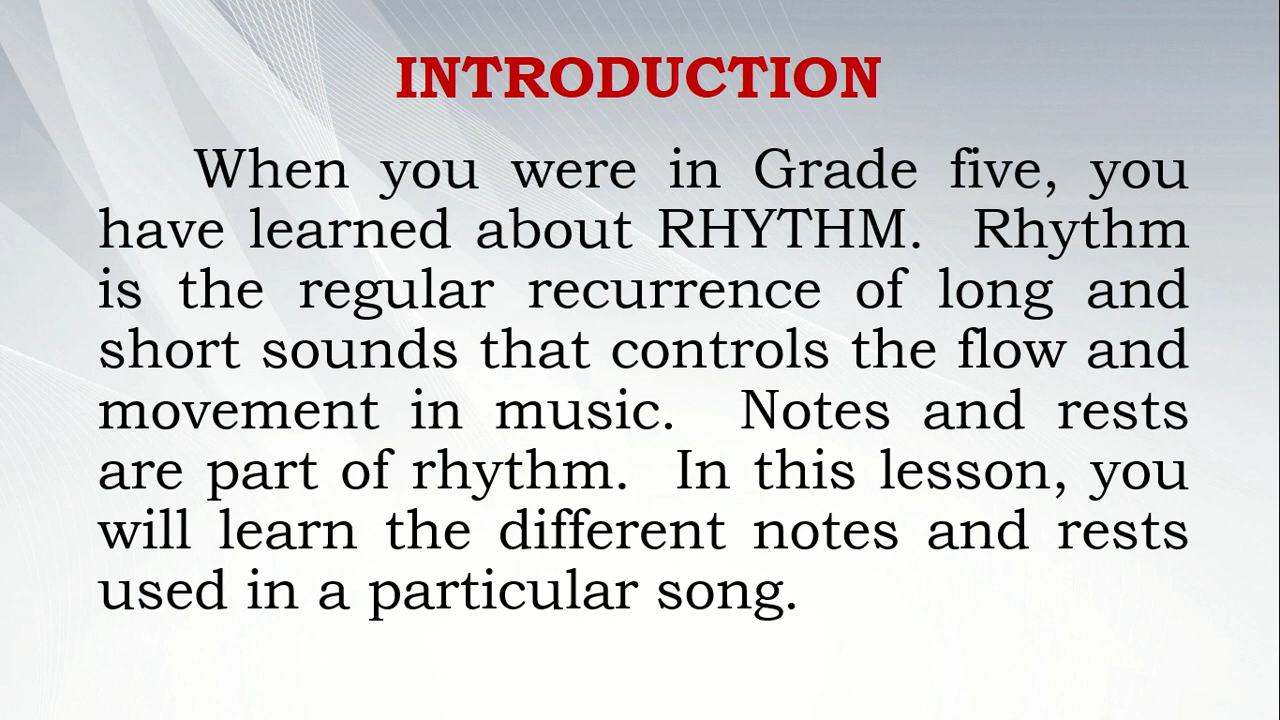 INTRODUCTION
When you were in Grade five, you
have learned about RHYTHM.  Rhythm
is the regular recurrence of long and
short sounds that controls the flow and
movement in music.  Notes and rests
are part of rhythm.  In this lesson, you
will learn the different notes and rests
used in a particular song.